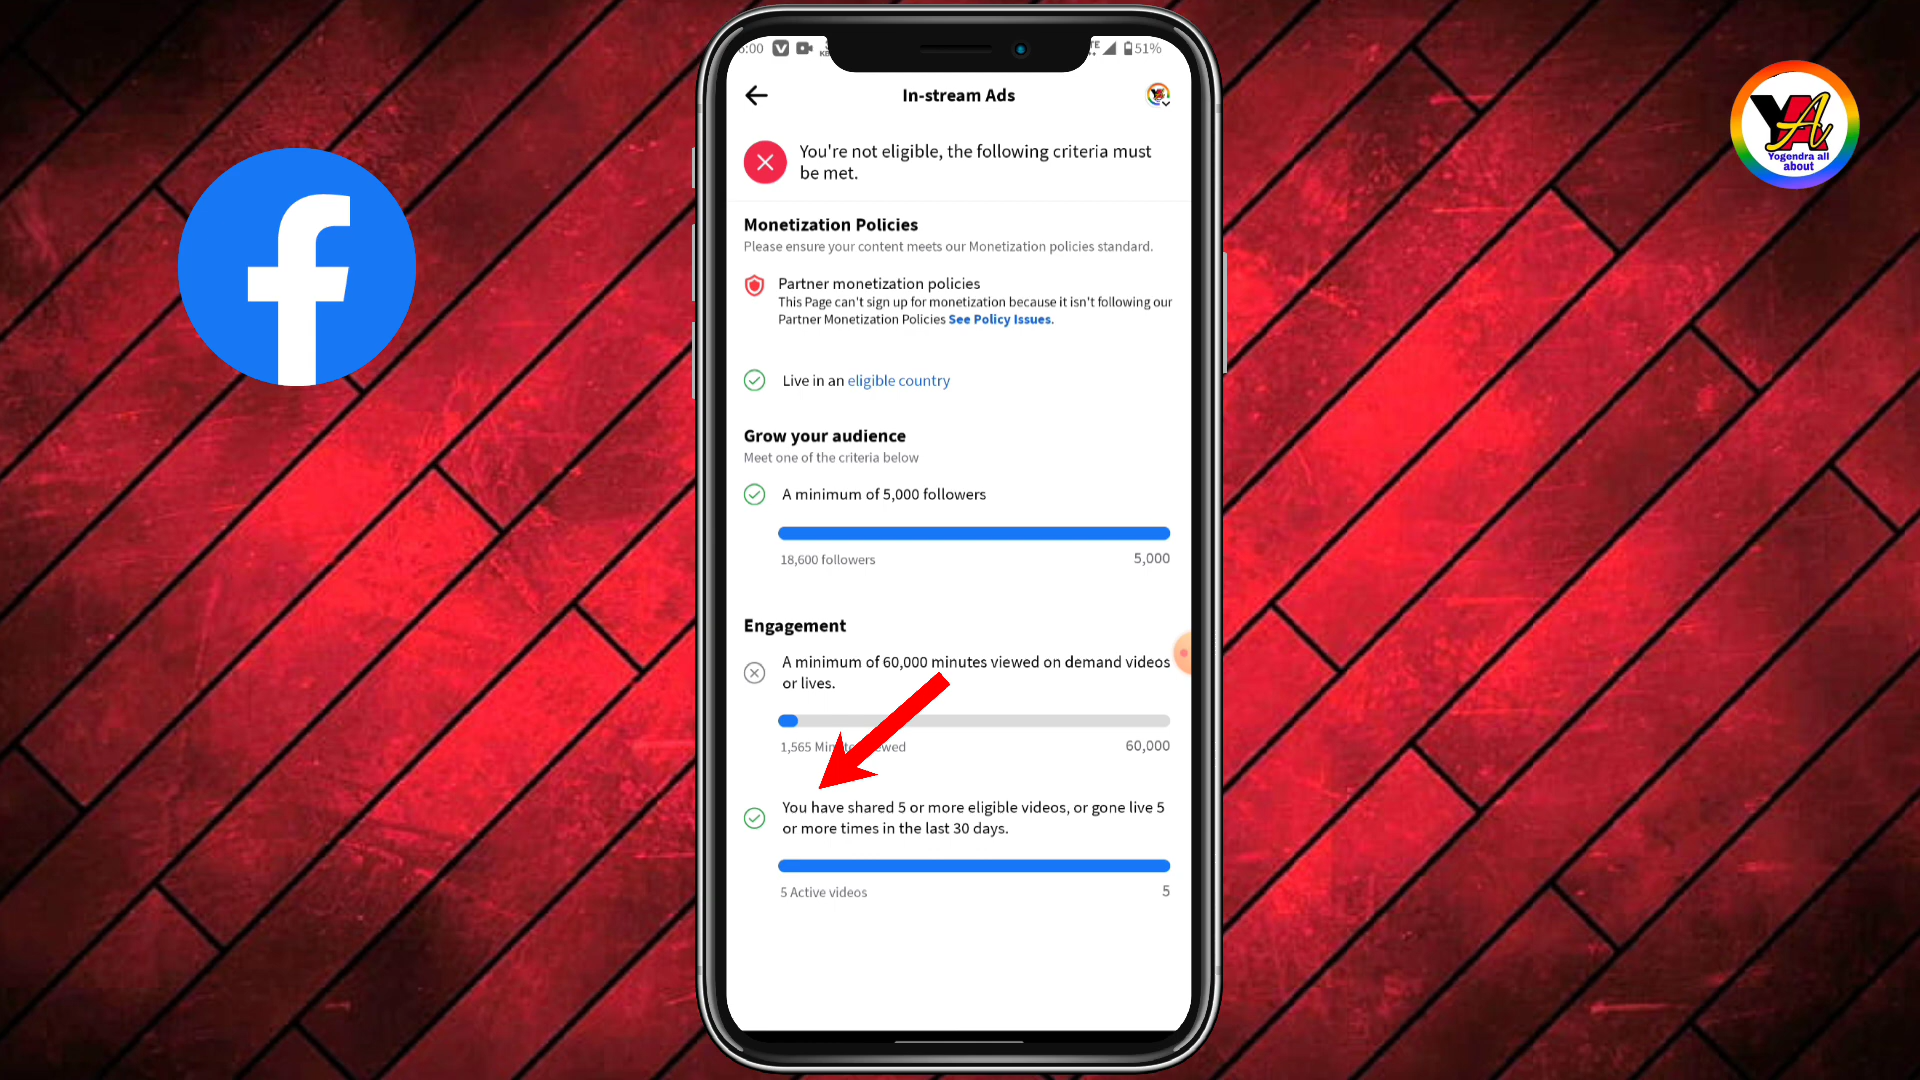 :00
51%
In-stream Ads
You're not eligible, the following criteria must
be met.
Monetization Policies
Please ensure your content meets our Monetization policies standard.
Partner monetization policies
This Page can't sign up for monetization because it isn't following our
Partner Monetization Policies See Policy Issues.
Live in an eligible country
Grow your audience
Meet one of the criteria below
A minimum of 5,000 followers
18,600 followers
5,000
Engagement
A minimum of 60,000 minutes viewed on demand videos
or lives.
1,565
60,000
You have shared 5 or more eligible videos, or gone live 5
or more times in the last 30 days.
5 Active videos
5
YA
Yogendra all
about